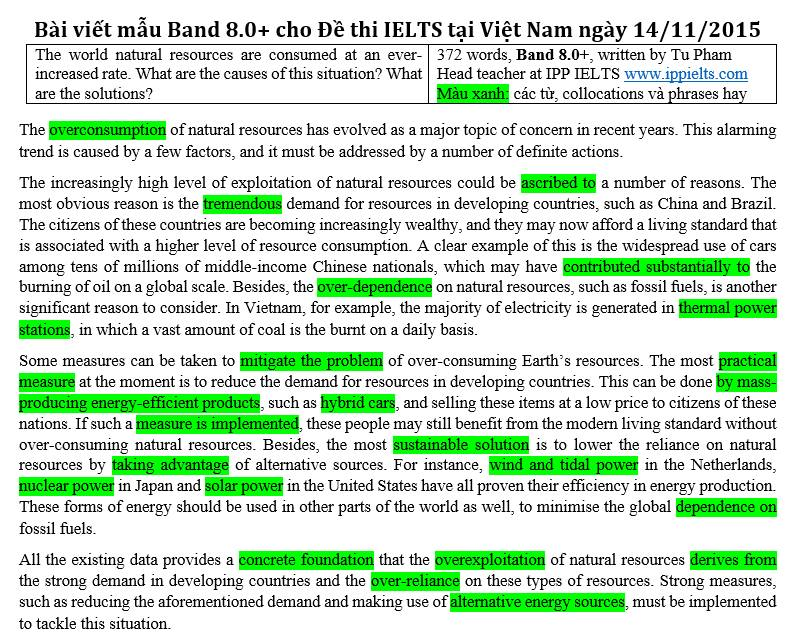 Bài viết mẫu Band 8.0+ cho Đề thi IELTS tại Việt Nam ngày 14/11/2015
The world natural resources are consumed at an ever-
increased rate. What are the causes of this situation? What
are the solutions?
372 words, Band 8.0+, written by Tu Pham
Head teacher at IPP IELTS www.ippielts.com
Màu xanh: các từ, collocations và phrases hay
The overconsumption of natural resources has evolved as a major topic of concern in recent years. This alarming
trend is caused by a few factors, and it must be addressed by a number of definite actions.
The increasingly high level of exploitation of natural resources could be ascribed to a number of reasons. The
most obvious reason is the tremendous demand for resources in developing countries, such as China and Brazil.
The citizens of these countries are becoming increasingly wealthy, and they may now afford a living standard that
is associated with a higher level of resource consumption. A clear example of this is the widespread use of cars
among tens of millions of middle-income Chinese nationals, which may have contributed substantially to the
burning of oil on a global scale. Besides, the over-dependence on natural resources, such as fossil fuels, is another
significant reason to consider. In Vietnam, for example, the majority of electricity is generated in thermal power
stations, in which a vast amount of coal is the burnt on a daily basis.
Some measures can be taken to mitigate the problem of over-consuming Earth's resources. The most practical
measure at the moment is to reduce the demand for resources in developing countries. This can be done by mass-
producing energy-efficient products, such as hybrid cars, and selling these items at a low price to citizens of these
nations. If such a measure is implemented, these people may still benefit from the modern living standard without
over-consuming natural resources. Besides, the most sustainable solution is to lower the reliance on natural
resources by taking advantage of alternative sources. For instance, wind and tidal power in the Netherlands,
nuclear power in Japan and solar power in the United States have all proven their efficiency in energy production.
These forms of energy should be used in other parts of the world as well, to minimise the global dependence on
fossil fuels.
All the existing data provides a concrete foundation that the overexploitation of natural resources derives from
the strong demand in developing countries and the over-reliance on these types of resources. Strong measures,
such as reducing the aforementioned demand and making use of alternative energy sources, must be implemented
to tackle this situation.